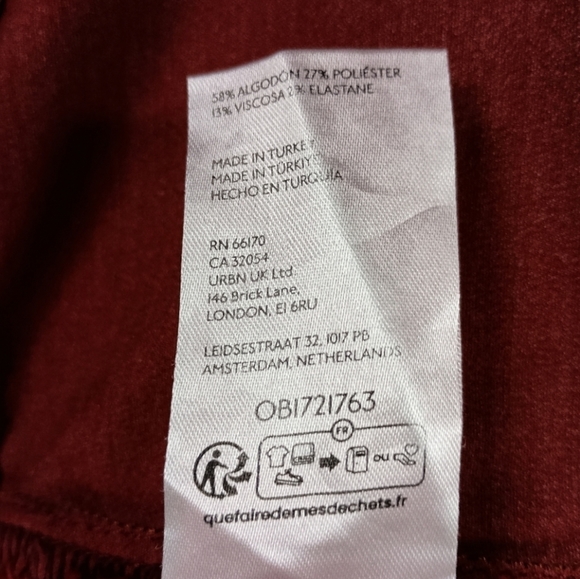 58% ALGODÓN 27% POLIÉSTER
13% VISCOSA 2% ELASTANE
MADE IN TURKEY
MADE IN TÜRKIYE
HECHO EN TURQUÍA
RN 66170
CA 32054
URBN UK Ltd
146 Brick Lane,
LONDON, E1 6RU
LEIDSESTRAAT 32, 1017 PB
AMSTERDAM, NETHERLANDS
OB1721763
FR
OU
quefairedemesdechets.fr